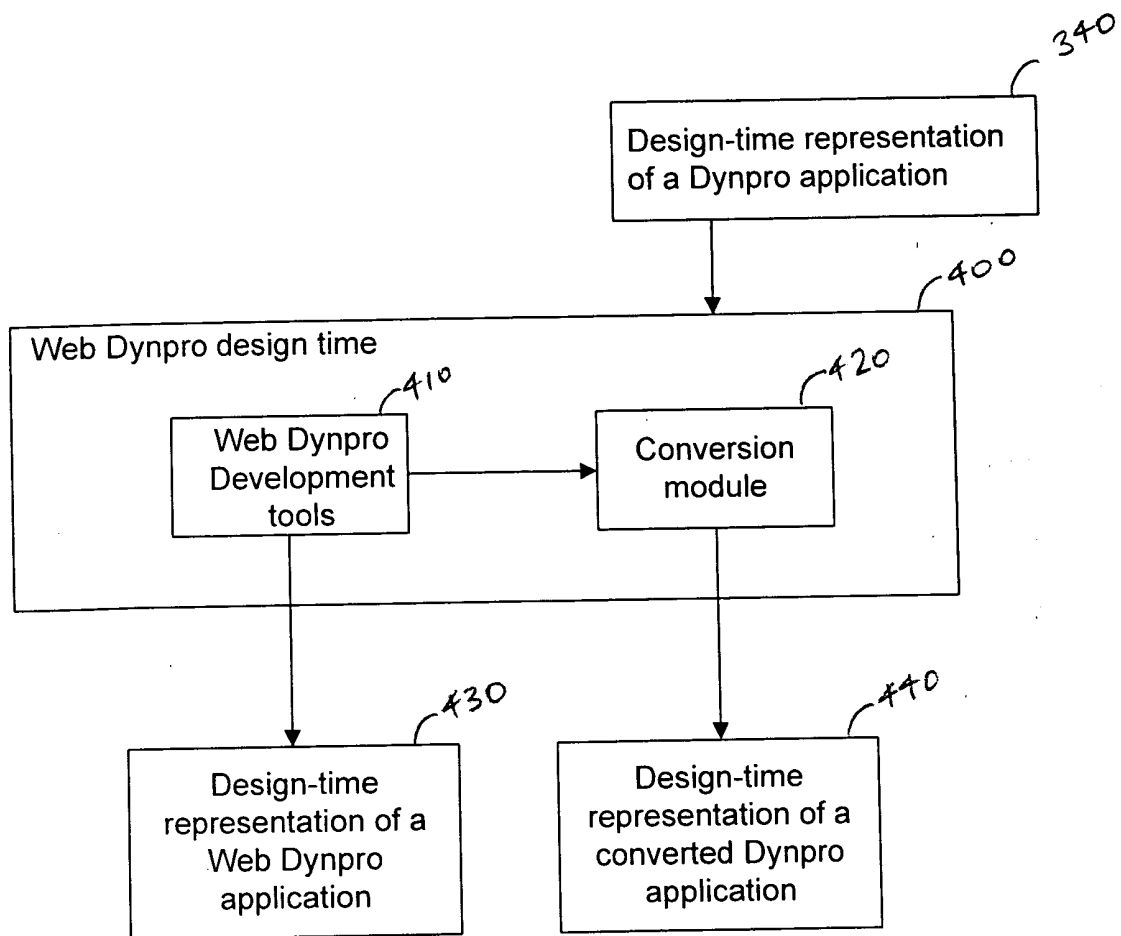 340
Design-time representation
of a Dynpro application
400
Web Dynpro design time
410
420
Web Dynpro
Development
tools
Conversion
module
430
440
Design-time
representation of a
Web Dynpro
application
Design-time
representation of a
converted Dynpro
application